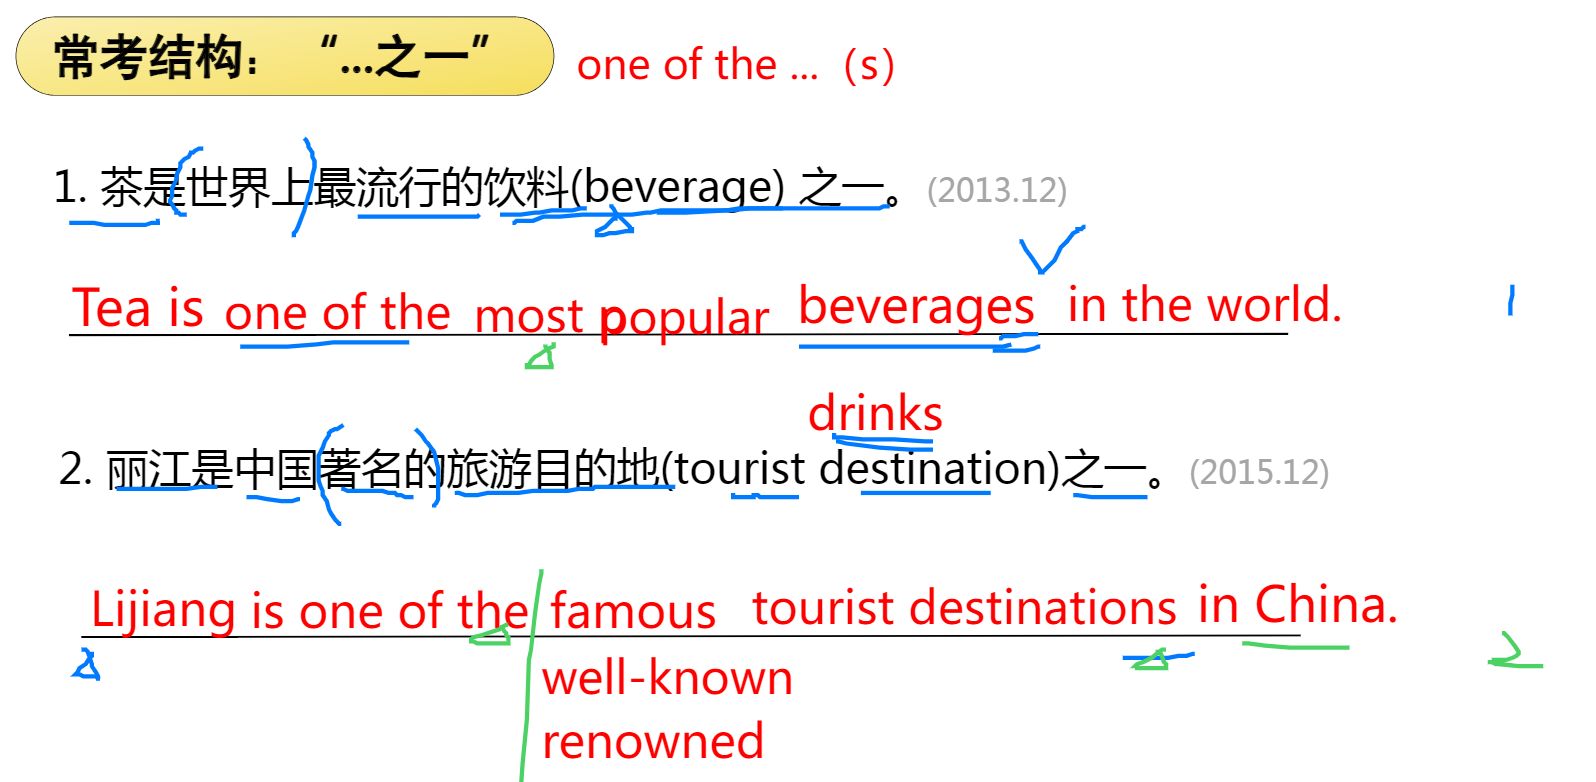 常考结构： “...之一” one of the ...（s）
1. 茶是世界上最流行的饮料(beverage) 之一。(2013.12)
Tea is one of the most popular beverages in the world. 1
drinks
2. 丽江是中国著名的旅游目的地(tourist destination)之一。(2015.12)
Lijiang is one of the famous tourist destinations in China. 2
well-known
renowned